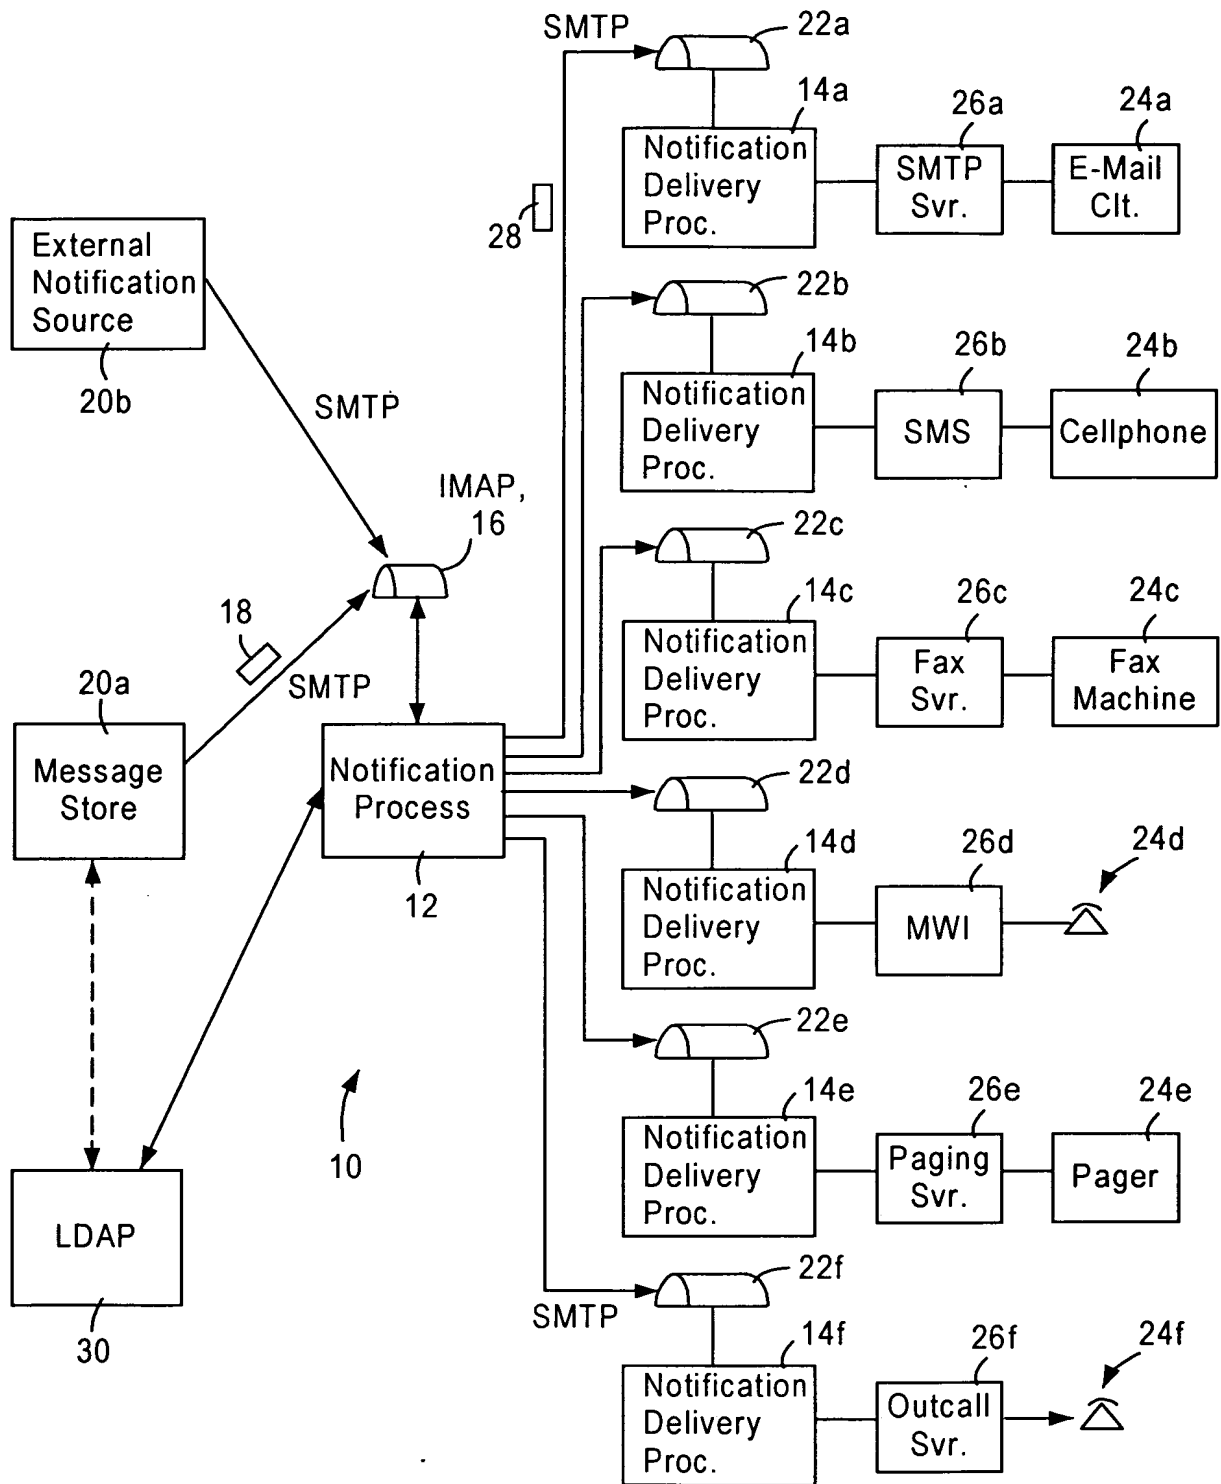 SMTP
22a
14a
26a
24a
Notification
Delivery
Proc.
SMTP
Svr.
E-Mail
Clt.
28
External
Notification
Source
20b
SMTP
22b
14b
26b
24b
Notification
Delivery
Proc.
SMS
Cellphone
IMAP,
16
22c
14c
26c
24c
Notification
Delivery
Proc.
Fax
Svr.
Fax
Machine
18
SMTP
20a
Message
Store
Notification
Process
12
22d
14d
26d
24d
Notification
Delivery
Proc.
MWI
22e
14e
26e
24e
Notification
Delivery
Proc.
Paging
Svr.
Pager
10
LDAP
30
22f
SMTP
14f
26f
24f
Notification
Delivery
Proc.
Outcall
Svr.